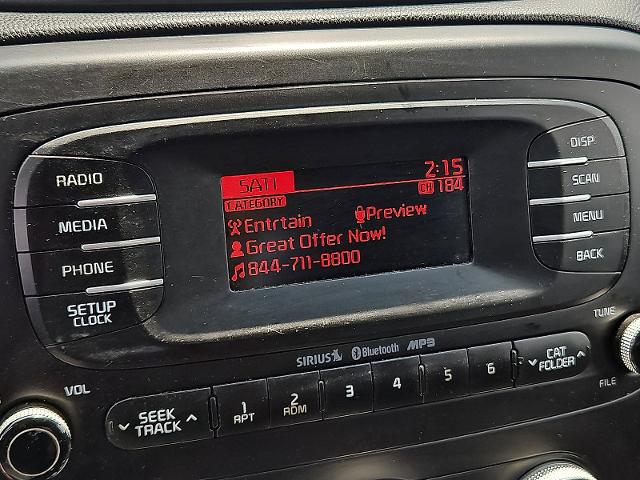 RADIO
MEDIA
PHONE
SETUP
CLOCK
SAT1 2:15
CATEGORY CH 184
Entrtain Preview
Great Offer Now!
844-711-8800
DISP
SCAN
MENU
BACK
SIRIUS Bluetooth MP3
VOL
TUNE
FILE
SEEK
TRACK
1
RPT
2
RDM
3
4
5
6
CAT
FOLDER